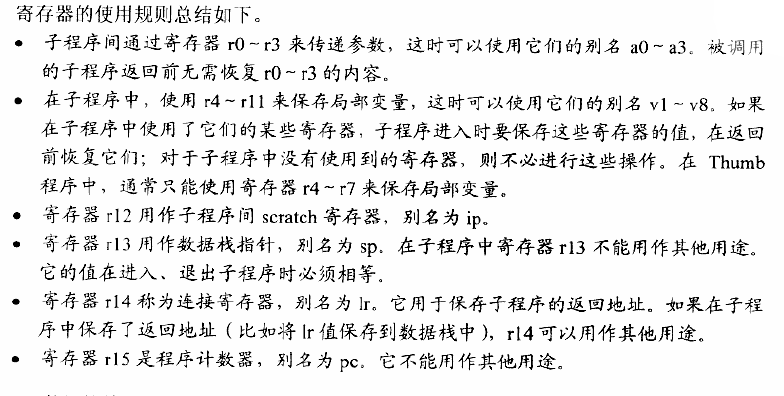 寄存器的使用规则总结如下。
● 子程序间通过寄存器 r0~r3 来传递参数，这时可以使用它们的别名 a0~a3。被调用
的子程序返回前无需恢复 r0~r3 的内容。
● 在子程序中，使用 r4~r11 来保存局部变量，这时可以使用它们的别名 v1~v8。如果
在子程序中使用了它们的某些寄存器，子程序进入时要保存这些寄存器的值，在返回
前恢复它们；对于子程序中没有使用到的寄存器，则不必进行这些操作。在 Thumb
程序中，通常只能使用寄存器 r4~r7 来保存局部变量。
● 寄存器 r12 用作子程序间 scratch 寄存器，别名为 ip。
● 寄存器 r13 用作数据栈指针，别名为 sp。在子程序中寄存器 r13 不能用作其他用途。
它的值在进入、退出子程序时必须相等。
● 寄存器 r14 称为连接寄存器，别名为 lr。它用于保存子程序的返回地址。如果在子程
序中保存了返回地址（比如将 lr 值保存到数据栈中），r14 可以用作其他用途。
● 寄存器 r15 是程序计数器，别名为 pc。它不能用作其他用途。